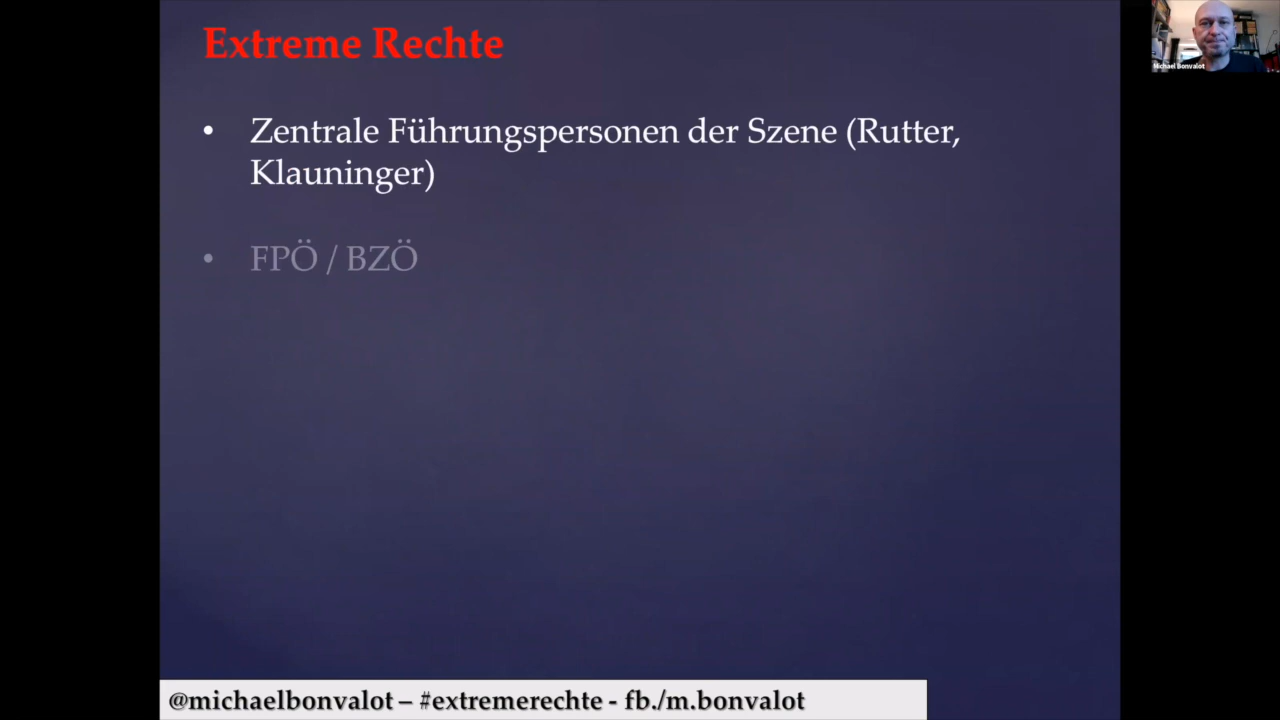 Extreme Rechte
Michael Bonvalot
• Zentrale Führungspersonen der Szene (Rutter,
Klauninger)
• FPÖ / BZÖ
@michaelbonvalot – #extremerechte - fb./m.bonvalot